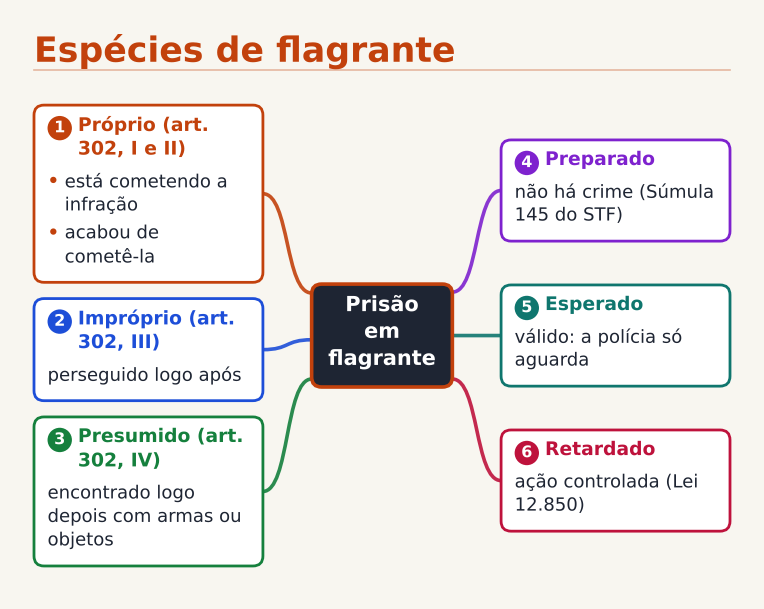 Espécies de flagrante
1 Próprio (art.
302, I e II)
• está cometendo a
infração
• acabou de
cometê-la
2 Impróprio (art.
302, III)
perseguido logo após
3 Presumido (art.
302, IV)
encontrado logo
depois com armas ou
objetos
Prisão
em
flagrante
4 Preparado
não há crime (Súmula
145 do STF)
5 Esperado
válido: a polícia só
aguarda
6 Retardado
ação controlada (Lei
12.850)